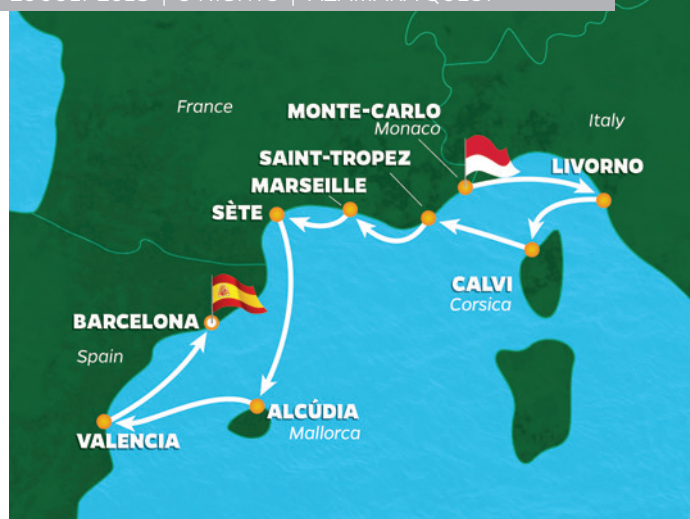 France
MONTE-CARLO
Monaco
Italy
SAINT-TROPEZ
LIVORNO
MARSEILLE
SÈTE
CALVI
Corsica
BARCELONA
Spain
ALCÚDIA
Mallorca
VALENCIA